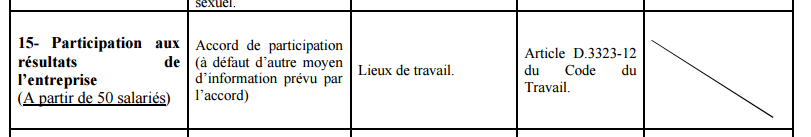 sexuel.
15- Participation aux
résultats de
l'entreprise
(A partir de 50 salariés)
Accord de participation
(à défaut d'autre moyen
d'information prévu par
l'accord)
Lieux de travail.
Article D.3323-12
du Code du
Travail.